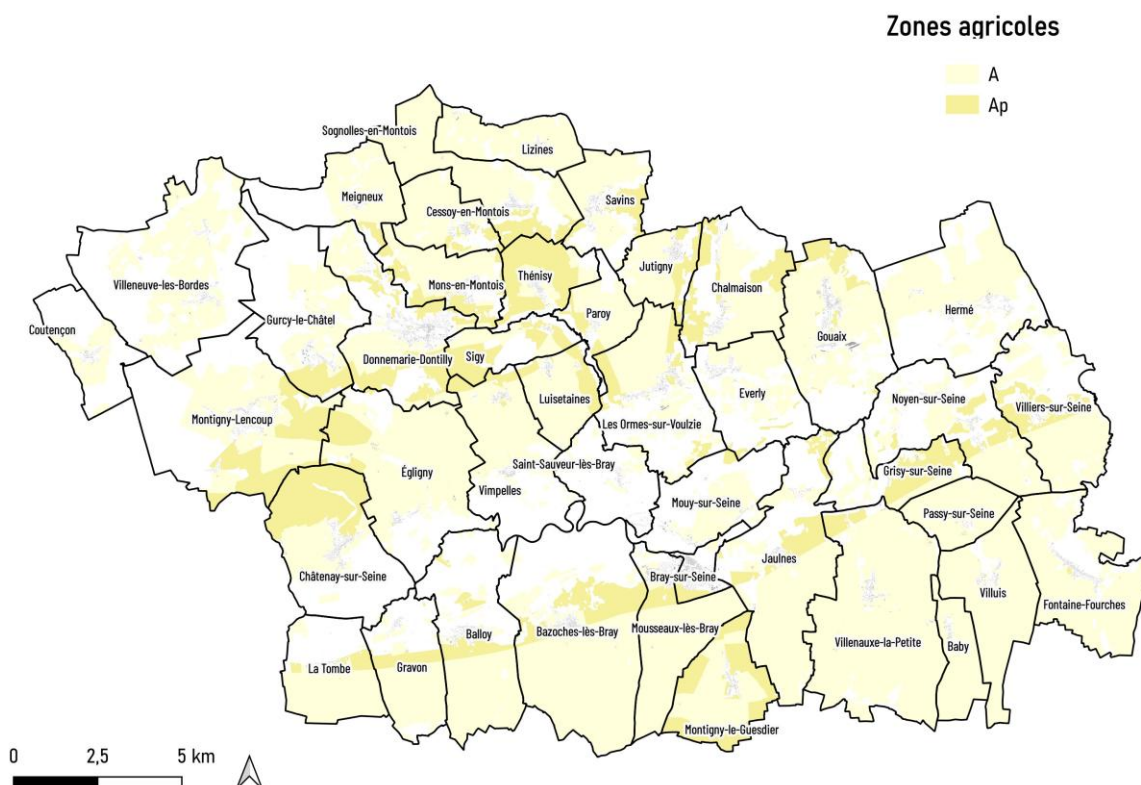 Zones agricoles
A
Ap
Sognolles-en-Montois
Lizines
Meigneux
Savins
Cessoy-en-Montois
Jutigny
Thénisy
Villeneuve-les-Bordes
Mons-en-Montois
Chalmaison
Hermé
Paroy
Gurcy-le-Châtel
Coutençon
Gouaix
Donnemarie-Dontilly
Sigy
Everly
Luisetaines
Noyen-sur-Seine
Villiers-sur-Seine
Montigny-Lencoup
Les Ormes-sur-Voulzie
Saint-Sauveur-lès-Bray
Égligny
Grisy-sur-Seine
Vimpelles
Mouy-sur-Seine
Passy-sur-Seine
Jaulnes
Châtenay-sur-Seine
Bray-sur-Seine
Villuis
Fontaine-Fourches
Balloy
Bazoches-lès-Bray
Mousseaux-lès-Bray
Villenauxe-la-Petite
Baby
La Tombe
Gravon
Montigny-le-Guesdier
0
2,5
5 km